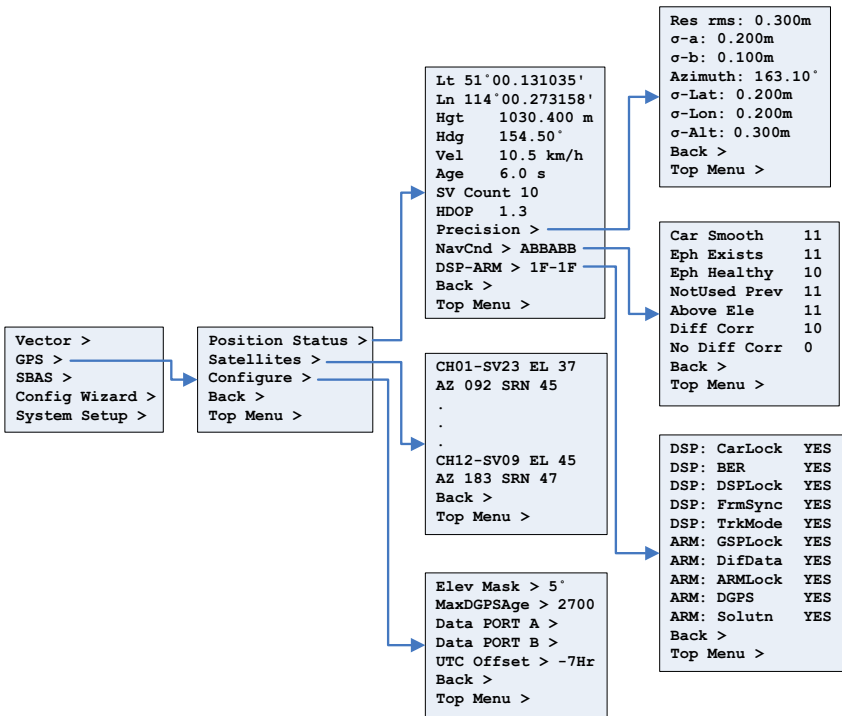 Vector >
GPS >
SBAS >
Config Wizard >
System Setup >
Position Status >
Satellites >
Configure >
Back >
Top Menu >
Lt 51°00.131035'
Ln 114°00.273158'
Hgt 1030.400 m
Hdg 154.50°
Vel 10.5 km/h
Age 6.0 s
SV Count 10
HDOP 1.3
Precision >
NavCnd > ABBABB
DSP-ARM > 1F-1F
Back >
Top Menu >
CH01-SV23 EL 37
AZ 092 SRN 45
.
.
.
CH12-SV09 EL 45
AZ 183 SRN 47
Back >
Top Menu >
Elev Mask > 5°
MaxDGPSAge > 2700
Data PORT A >
Data PORT B >
UTC Offset > -7Hr
Back >
Top Menu >
Res rms: 0.300m
σ-a: 0.200m
σ-b: 0.100m
Azimuth: 163.10°
σ-Lat: 0.200m
σ-Lon: 0.200m
σ-Alt: 0.300m
Back >
Top Menu >
Car Smooth 11
Eph Exists 11
Eph Healthy 10
NotUsed Prev 11
Above Ele 11
Diff Corr 10
No Diff Corr 0
Back >
Top Menu >
DSP: CarLock YES
DSP: BER YES
DSP: DSPLock YES
DSP: FrmSync YES
DSP: TrkMode YES
ARM: GSPLock YES
ARM: DifData YES
ARM: ARMLock YES
ARM: DGPS YES
ARM: Solutn YES
Back >
Top Menu >